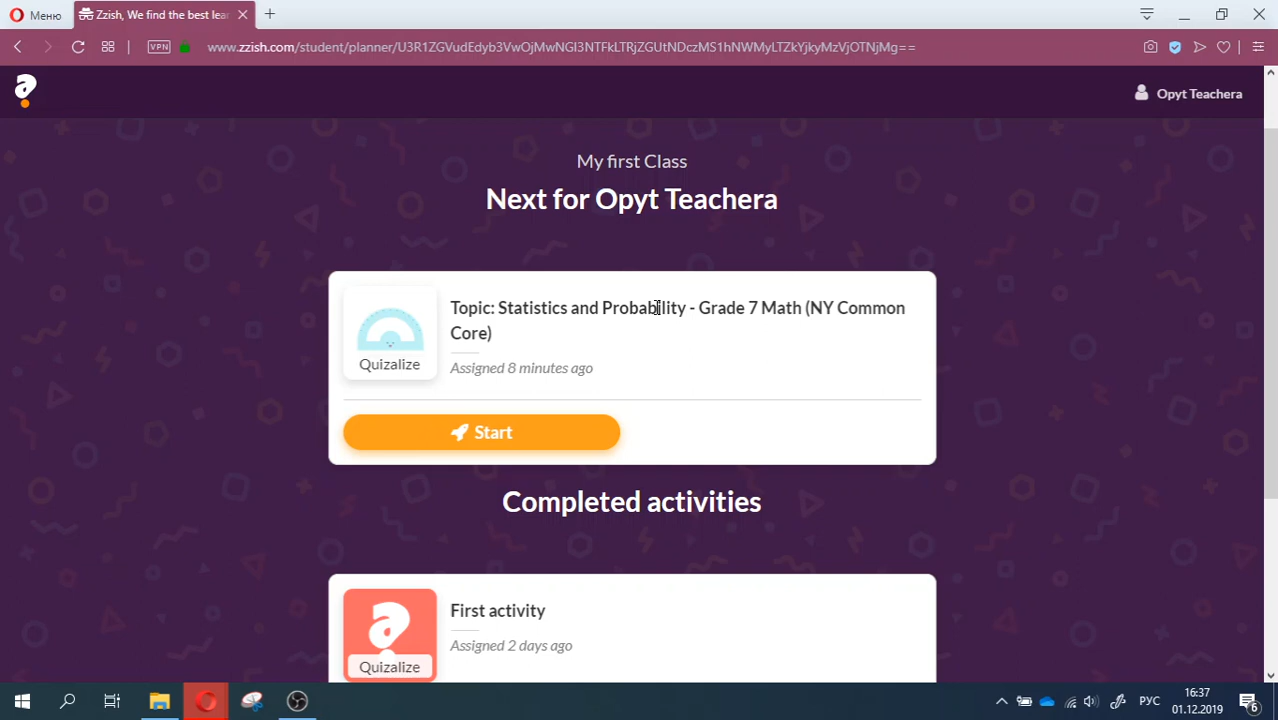 Меню
Zzish, We find the best lear
VPN
www.zzish.com/student/planner/U3R1ZGVudEdyb3VwOjMwNGI3NTFkLTRjZGUtNDczMS1hNWMyLTZkYjkyMzVjOTNjMg==
Opyt Teachera
My first Class
Next for Opyt Teachera
Topic: Statistics and Probability - Grade 7 Math (NY Common
Core)
Quizalize
Assigned 8 minutes ago
Start
Completed activities
First activity
Assigned 2 days ago
Quizalize
РУС
16:37
01.12.2019
6